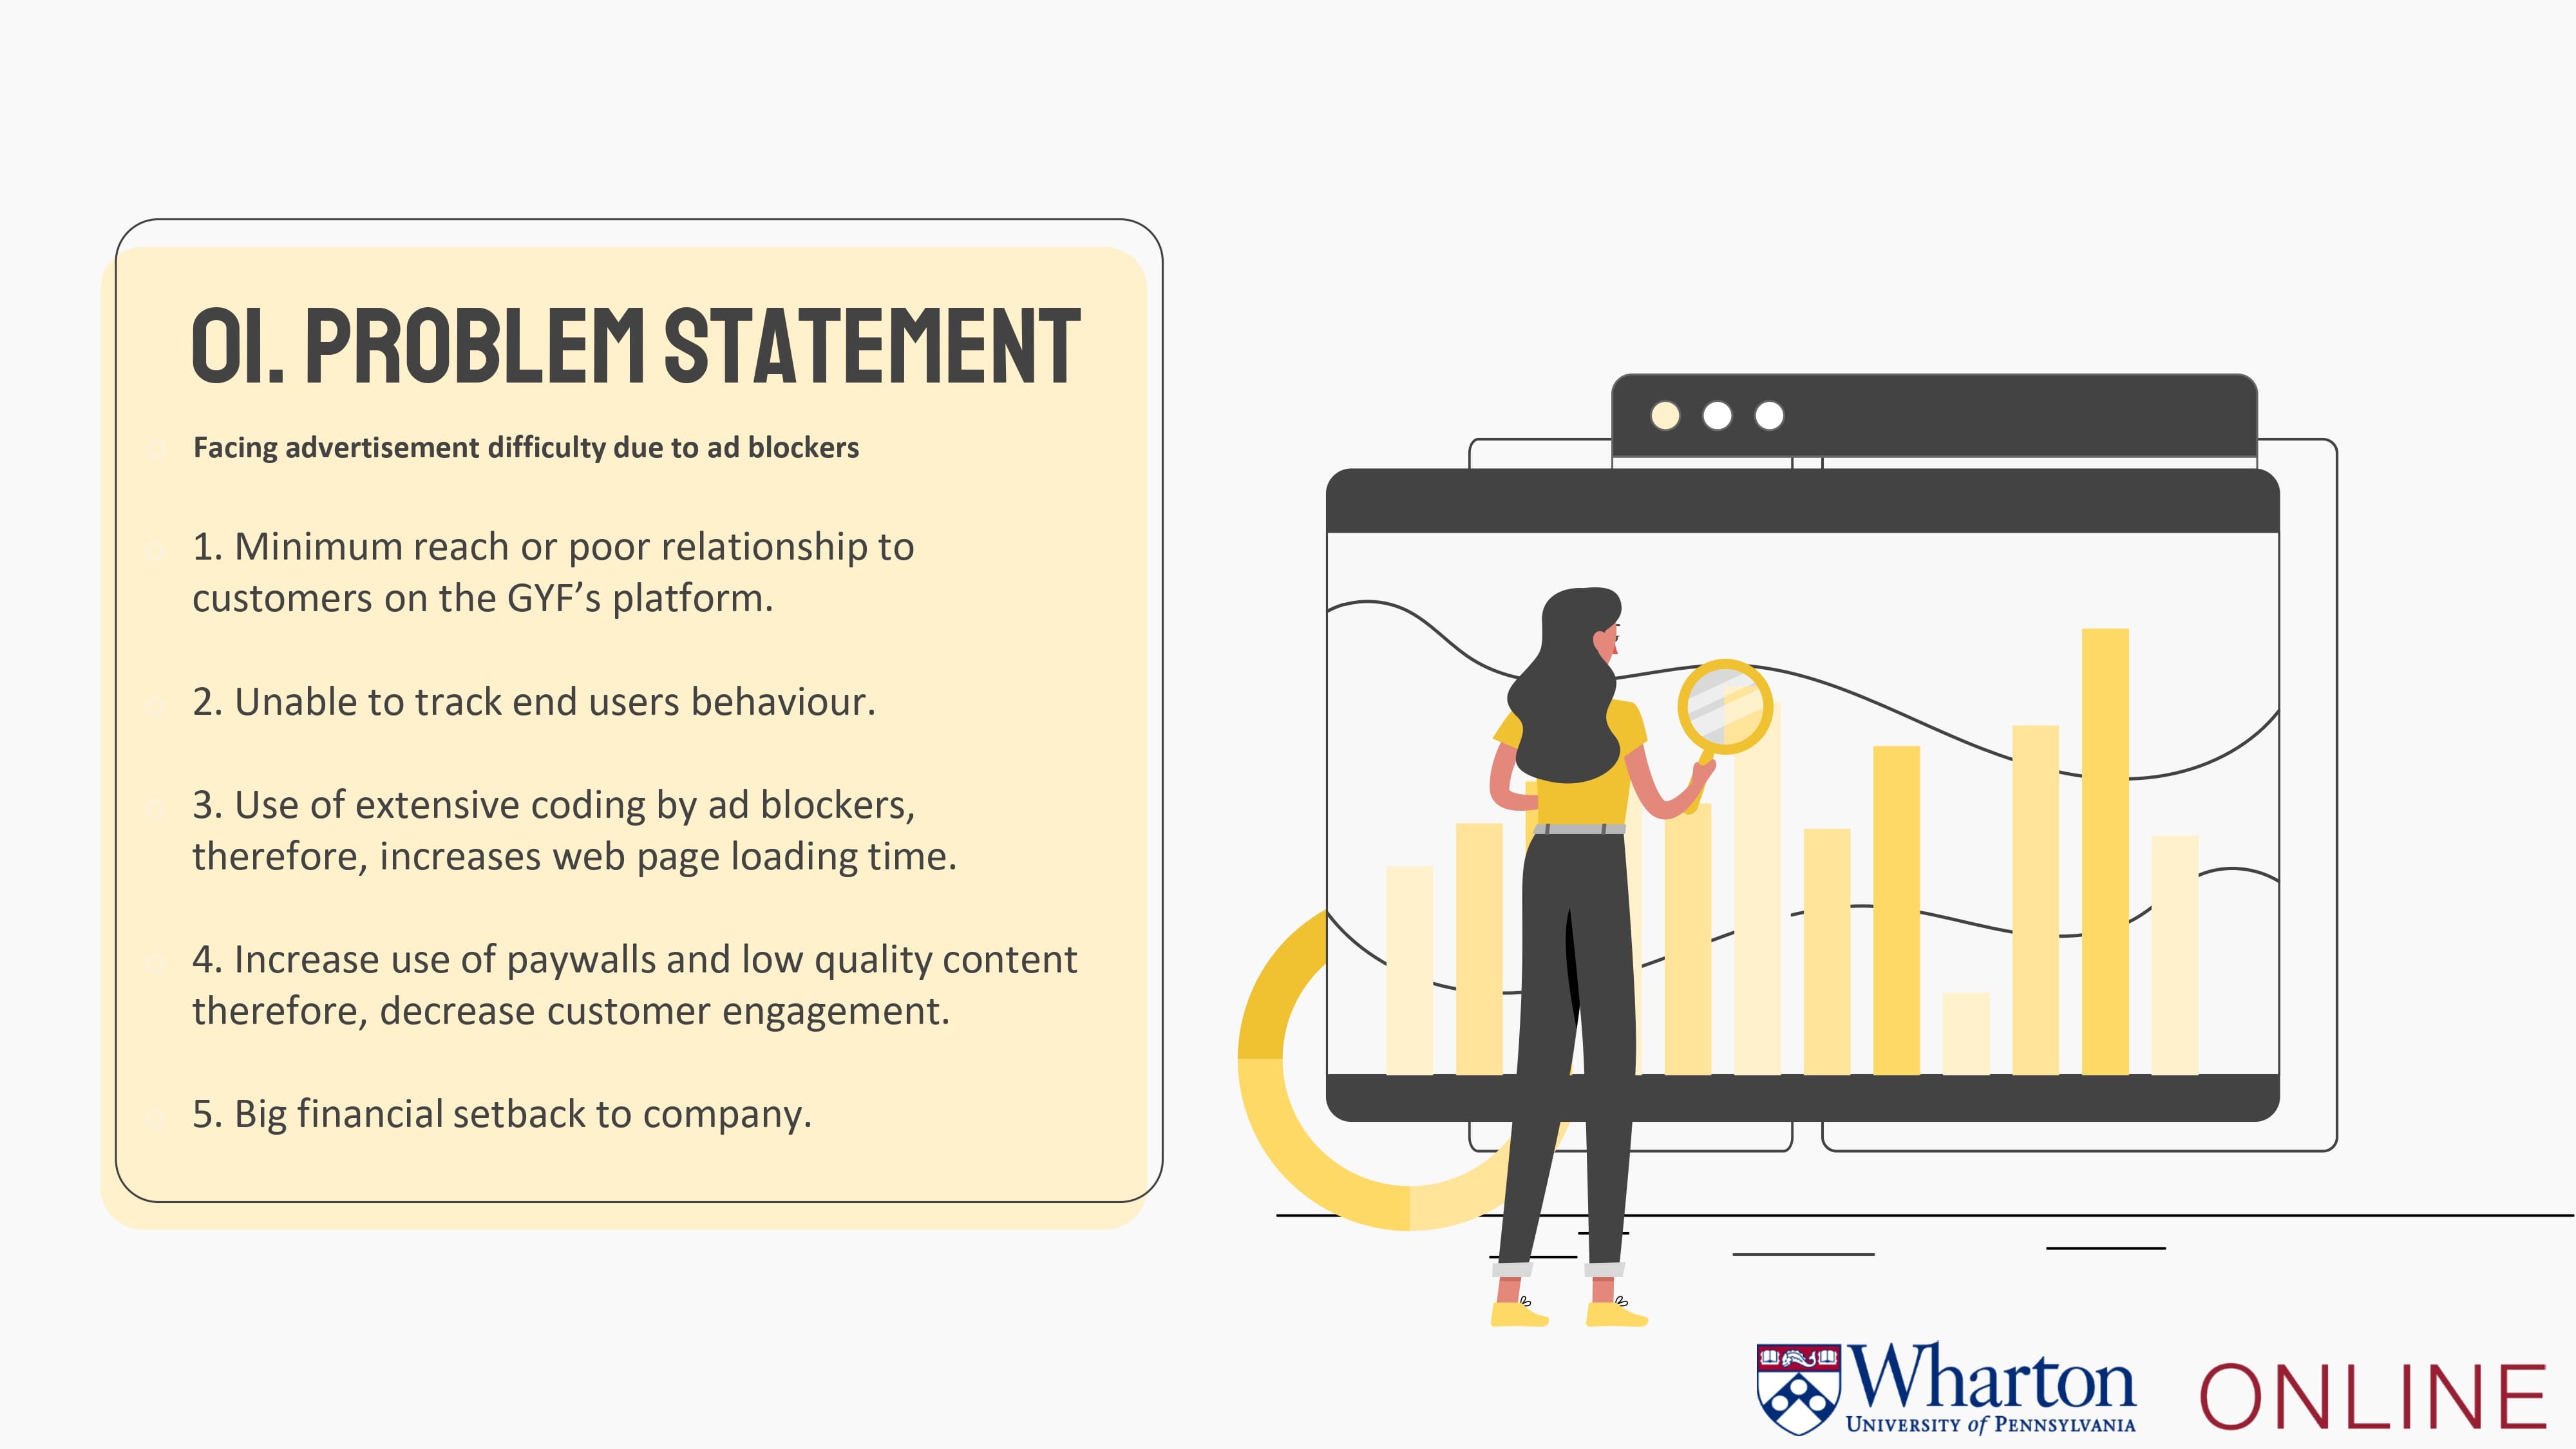 01. PROBLEM STATEMENT
Facing advertisement difficulty due to ad blockers
1. Minimum reach or poor relationship to
customers on the GYF’s platform.
2. Unable to track end users behaviour.
3. Use of extensive coding by ad blockers,
therefore, increases web page loading time.
4. Increase use of paywalls and low quality content
therefore, decrease customer engagement.
5. Big financial setback to company.
Wharton ONLINE
UNIVERSITY of PENNSYLVANIA